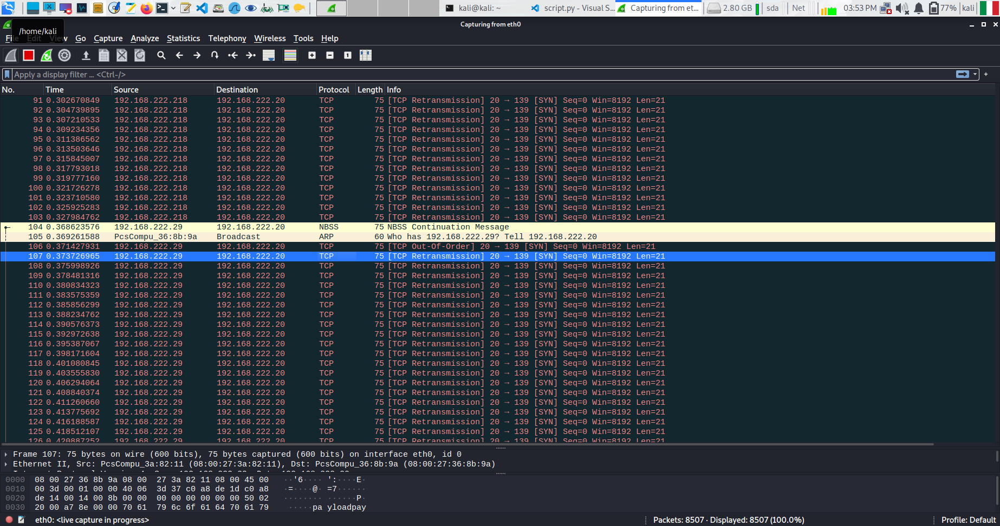 kali@kali: ~
script.py - Visual S...
Capturing from et...
2.80 GB
sda
Net
03:53 PM
77%
kali
Capturing from eth0
/home/kali
File Edit View Go Capture Analyze Statistics Telephony Wireless Tools Help
Apply a display filter ... <Ctrl-/>
No. Time Source Destination Protocol Length Info
91 0.302670849 192.168.222.218 192.168.222.20 TCP 75 [TCP Retransmission] 20 → 139 [SYN] Seq=0 Win=8192 Len=21
92 0.304739895 192.168.222.218 192.168.222.20 TCP 75 [TCP Retransmission] 20 → 139 [SYN] Seq=0 Win=8192 Len=21
93 0.307210533 192.168.222.218 192.168.222.20 TCP 75 [TCP Retransmission] 20 → 139 [SYN] Seq=0 Win=8192 Len=21
94 0.309234356 192.168.222.218 192.168.222.20 TCP 75 [TCP Retransmission] 20 → 139 [SYN] Seq=0 Win=8192 Len=21
95 0.311386562 192.168.222.218 192.168.222.20 TCP 75 [TCP Retransmission] 20 → 139 [SYN] Seq=0 Win=8192 Len=21
96 0.313503646 192.168.222.218 192.168.222.20 TCP 75 [TCP Retransmission] 20 → 139 [SYN] Seq=0 Win=8192 Len=21
97 0.315845007 192.168.222.218 192.168.222.20 TCP 75 [TCP Retransmission] 20 → 139 [SYN] Seq=0 Win=8192 Len=21
98 0.317793018 192.168.222.218 192.168.222.20 TCP 75 [TCP Retransmission] 20 → 139 [SYN] Seq=0 Win=8192 Len=21
99 0.319777160 192.168.222.218 192.168.222.20 TCP 75 [TCP Retransmission] 20 → 139 [SYN] Seq=0 Win=8192 Len=21
100 0.321726278 192.168.222.218 192.168.222.20 TCP 75 [TCP Retransmission] 20 → 139 [SYN] Seq=0 Win=8192 Len=21
101 0.323710580 192.168.222.218 192.168.222.20 TCP 75 [TCP Retransmission] 20 → 139 [SYN] Seq=0 Win=8192 Len=21
102 0.325925283 192.168.222.218 192.168.222.20 TCP 75 [TCP Retransmission] 20 → 139 [SYN] Seq=0 Win=8192 Len=21
103 0.327984762 192.168.222.218 192.168.222.20 TCP 75 [TCP Retransmission] 20 → 139 [SYN] Seq=0 Win=8192 Len=21
104 0.368623576 192.168.222.29 192.168.222.20 NBSS 75 NBSS Continuation Message
105 0.369261588 PcsCompu_36:8b:9a Broadcast ARP 60 Who has 192.168.222.29? Tell 192.168.222.20
106 0.371427931 192.168.222.29 192.168.222.20 TCP 75 [TCP Out-Of-Order] 20 → 139 [SYN] Seq=0 Win=8192 Len=21
107 0.373726965 192.168.222.29 192.168.222.20 TCP 75 [TCP Retransmission] 20 → 139 [SYN] Seq=0 Win=8192 Len=21
108 0.375998926 192.168.222.29 192.168.222.20 TCP 75 [TCP Retransmission] 20 → 139 [SYN] Seq=0 Win=8192 Len=21
109 0.378481316 192.168.222.29 192.168.222.20 TCP 75 [TCP Retransmission] 20 → 139 [SYN] Seq=0 Win=8192 Len=21
110 0.380834323 192.168.222.29 192.168.222.20 TCP 75 [TCP Retransmission] 20 → 139 [SYN] Seq=0 Win=8192 Len=21
111 0.383575359 192.168.222.29 192.168.222.20 TCP 75 [TCP Retransmission] 20 → 139 [SYN] Seq=0 Win=8192 Len=21
112 0.385856299 192.168.222.29 192.168.222.20 TCP 75 [TCP Retransmission] 20 → 139 [SYN] Seq=0 Win=8192 Len=21
113 0.388234762 192.168.222.29 192.168.222.20 TCP 75 [TCP Retransmission] 20 → 139 [SYN] Seq=0 Win=8192 Len=21
114 0.390576373 192.168.222.29 192.168.222.20 TCP 75 [TCP Retransmission] 20 → 139 [SYN] Seq=0 Win=8192 Len=21
115 0.392972638 192.168.222.29 192.168.222.20 TCP 75 [TCP Retransmission] 20 → 139 [SYN] Seq=0 Win=8192 Len=21
116 0.395387067 192.168.222.29 192.168.222.20 TCP 75 [TCP Retransmission] 20 → 139 [SYN] Seq=0 Win=8192 Len=21
117 0.398171604 192.168.222.29 192.168.222.20 TCP 75 [TCP Retransmission] 20 → 139 [SYN] Seq=0 Win=8192 Len=21
118 0.401080845 192.168.222.29 192.168.222.20 TCP 75 [TCP Retransmission] 20 → 139 [SYN] Seq=0 Win=8192 Len=21
119 0.403555830 192.168.222.29 192.168.222.20 TCP 75 [TCP Retransmission] 20 → 139 [SYN] Seq=0 Win=8192 Len=21
120 0.406294064 192.168.222.29 192.168.222.20 TCP 75 [TCP Retransmission] 20 → 139 [SYN] Seq=0 Win=8192 Len=21
121 0.408840374 192.168.222.29 192.168.222.20 TCP 75 [TCP Retransmission] 20 → 139 [SYN] Seq=0 Win=8192 Len=21
122 0.411260660 192.168.222.29 192.168.222.20 TCP 75 [TCP Retransmission] 20 → 139 [SYN] Seq=0 Win=8192 Len=21
123 0.413775692 192.168.222.29 192.168.222.20 TCP 75 [TCP Retransmission] 20 → 139 [SYN] Seq=0 Win=8192 Len=21
124 0.416188587 192.168.222.29 192.168.222.20 TCP 75 [TCP Retransmission] 20 → 139 [SYN] Seq=0 Win=8192 Len=21
125 0.418512107 192.168.222.29 192.168.222.20 TCP 75 [TCP Retransmission] 20 → 139 [SYN] Seq=0 Win=8192 Len=21
126 0.420887252 192.168.222.29 192.168.222.20 TCP 75 [TCP Retransmission] 20 → 139 [SYN] Seq=0 Win=8192 Len=21
Frame 107: 75 bytes on wire (600 bits), 75 bytes captured (600 bits) on interface eth0, id 0
Ethernet II, Src: PcsCompu_3a:82:11 (08:00:27:3a:82:11), Dst: PcsCompu_36:8b:9a (08:00:27:36:8b:9a)
0000 08 00 27 36 8b 9a 08 00 27 3a 82 11 08 00 45 00 ··'6···· ':····E·
0010 00 3d 00 01 00 00 40 06 3d 37 c0 a8 de 1d c0 a8 ·=····@· =7······
0020 de 14 00 14 00 8b 00 00 00 00 00 00 00 00 50 02 ········ ······P·
0030 20 00 a7 8e 00 00 70 61 79 6c 6f 61 64 70 61 79 ·····pa yloadpay
eth0: <live capture in progress>
Packets: 8507 · Displayed: 8507 (100.0%)
Profile: Default